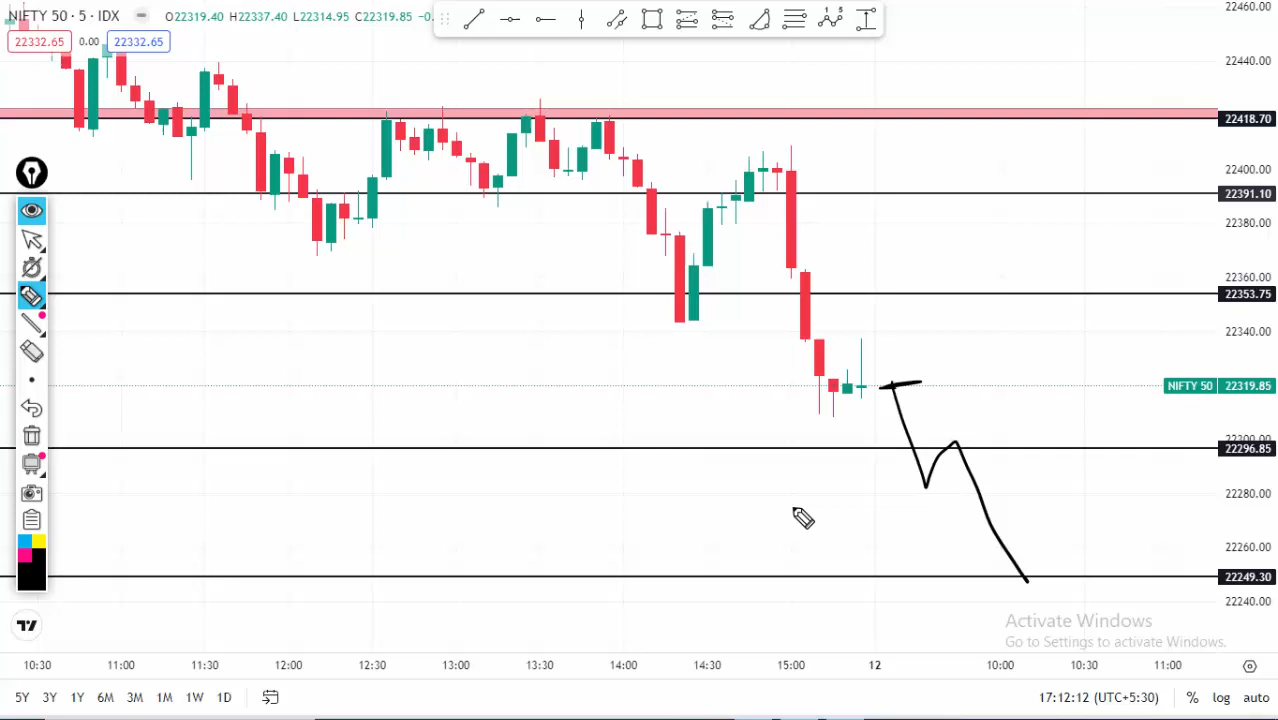 NIFTY 50 · 5 · IDX O22319.40 H22337.40 L22314.95 C22319.85
22332.65 0.00 22332.65
22460.00
22440.00
22418.70
22400.00
22391.10
22380.00
22360.00
22353.75
22340.00
NIFTY 50 22319.85
22300.00
22296.85
22280.00
22260.00
22249.30
22240.00
Activate Windows
Go to Settings to activate Windows.
10:30 11:00 11:30 12:00 12:30 13:00 13:30 14:00 14:30 15:00 12 10:00 10:30 11:00
5Y 3Y 1Y 6M 3M 1M 1W 1D 17:12:12 (UTC+5:30) % log auto